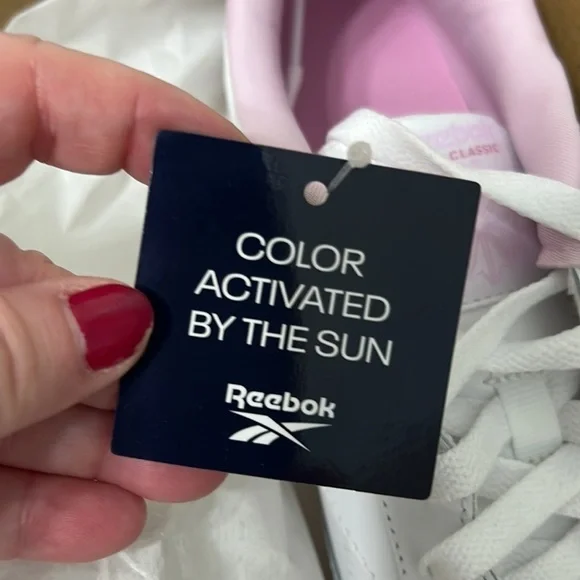 CLASSIC
COLOR
ACTIVATED
BY THE SUN
Reebok